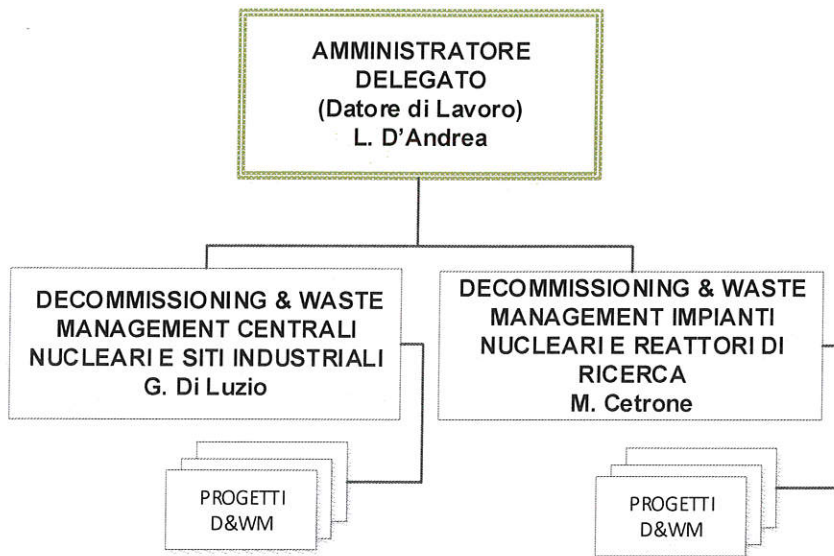 AMMINISTRATORE
DELEGATO
(Datore di Lavoro)
L. D'Andrea
DECOMMISSIONING & WASTE
MANAGEMENT CENTRALI
NUCLEARI E SITI INDUSTRIALI
G. Di Luzio
DECOMMISSIONING & WASTE
MANAGEMENT IMPIANTI
NUCLEARI E REATTORI DI
RICERCA
M. Cetrone
PROGETTI
D&WM
PROGETTI
D&WM